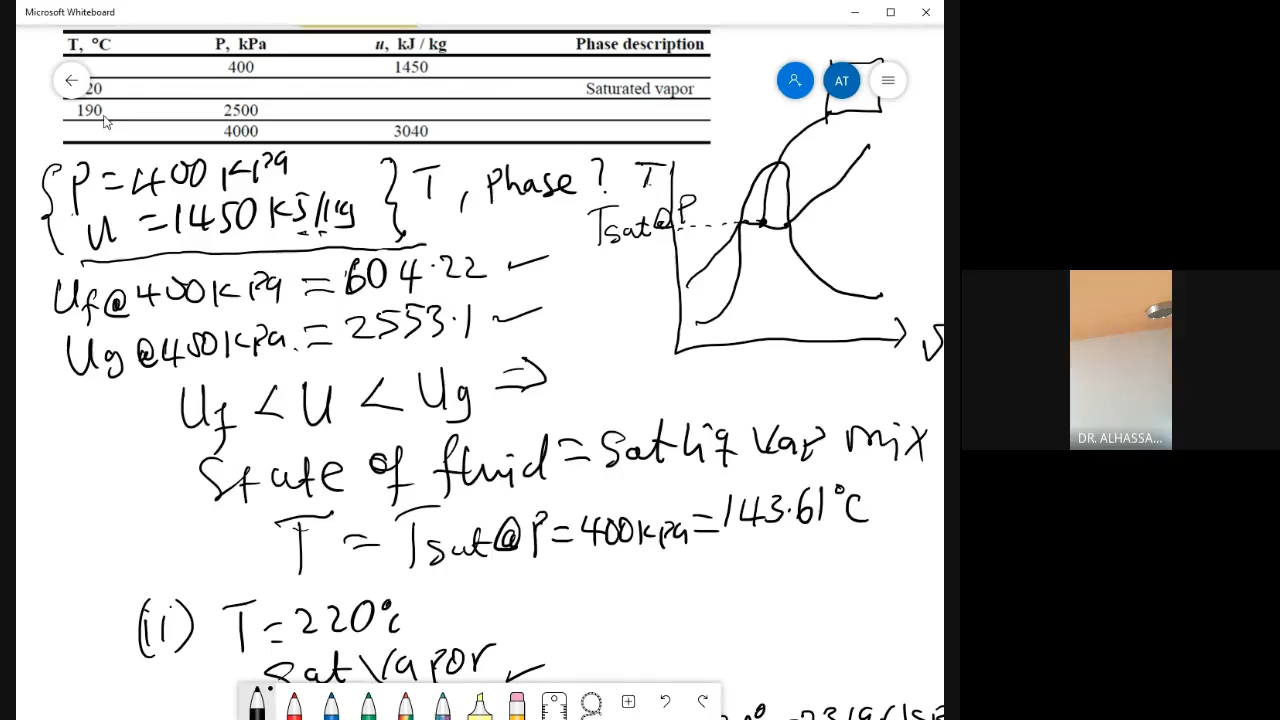 Microsoft Whiteboard
T, °C P, kPa u, kJ / kg Phase description
400 1450
20 Saturated vapor
190 2500
4000 3040
AT
P = 400 kPa
u = 1450 kJ/kg
T, phase ?
T
Tsat@P
Uf@400kPa = 604.22
Ug@450kPa. = 2553.1
Uf < U < Ug ⇒
State of fluid = Sat liq Vap mix
T = Tsat@P = 400kPa = 143.61°C
(ii) T = 220°C
Sat Vapor
DR. ALHASSA...